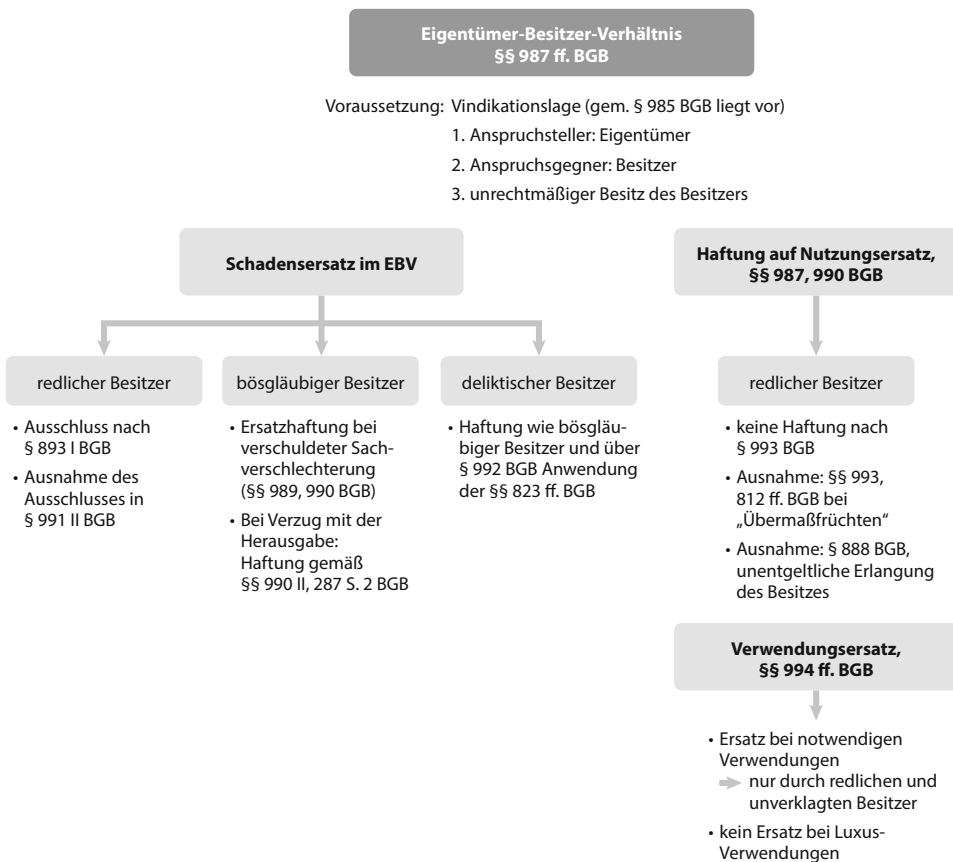 Eigentümer-Besitzer-Verhältnis
§§ 987 ff. BGB
Voraussetzung: Vindikationslage (gem. § 985 BGB liegt vor)
1. Anspruchsteller: Eigentümer
2. Anspruchsgegner: Besitzer
3. unrechtmäßiger Besitz des Besitzers
Schadensersatz im EBV
redlicher Besitzer
• Ausschluss nach
§ 893 I BGB
• Ausnahme des
Ausschlusses in
§ 991 II BGB
bösgläubiger Besitzer
• Ersatzhaftung bei
verschuldeter Sach-
verschlechterung
(§§ 989, 990 BGB)
• Bei Verzug mit der
Herausgabe:
Haftung gemäß
§§ 990 II, 287 S. 2 BGB
deliktischer Besitzer
• Haftung wie bösgläu-
biger Besitzer und über
§ 992 BGB Anwendung
der §§ 823 ff. BGB
Haftung auf Nutzungsersatz,
§§ 987, 990 BGB
redlicher Besitzer
• keine Haftung nach
§ 993 BGB
• Ausnahme: §§ 993,
812 ff. BGB bei
„Übermaßfrüchten“
• Ausnahme: § 888 BGB,
unentgeltliche Erlangung
des Besitzes
Verwendungsersatz,
§§ 994 ff. BGB
• Ersatz bei notwendigen
Verwendungen
nur durch redlichen und
unverklagten Besitzer
• kein Ersatz bei Luxus-
Verwendungen